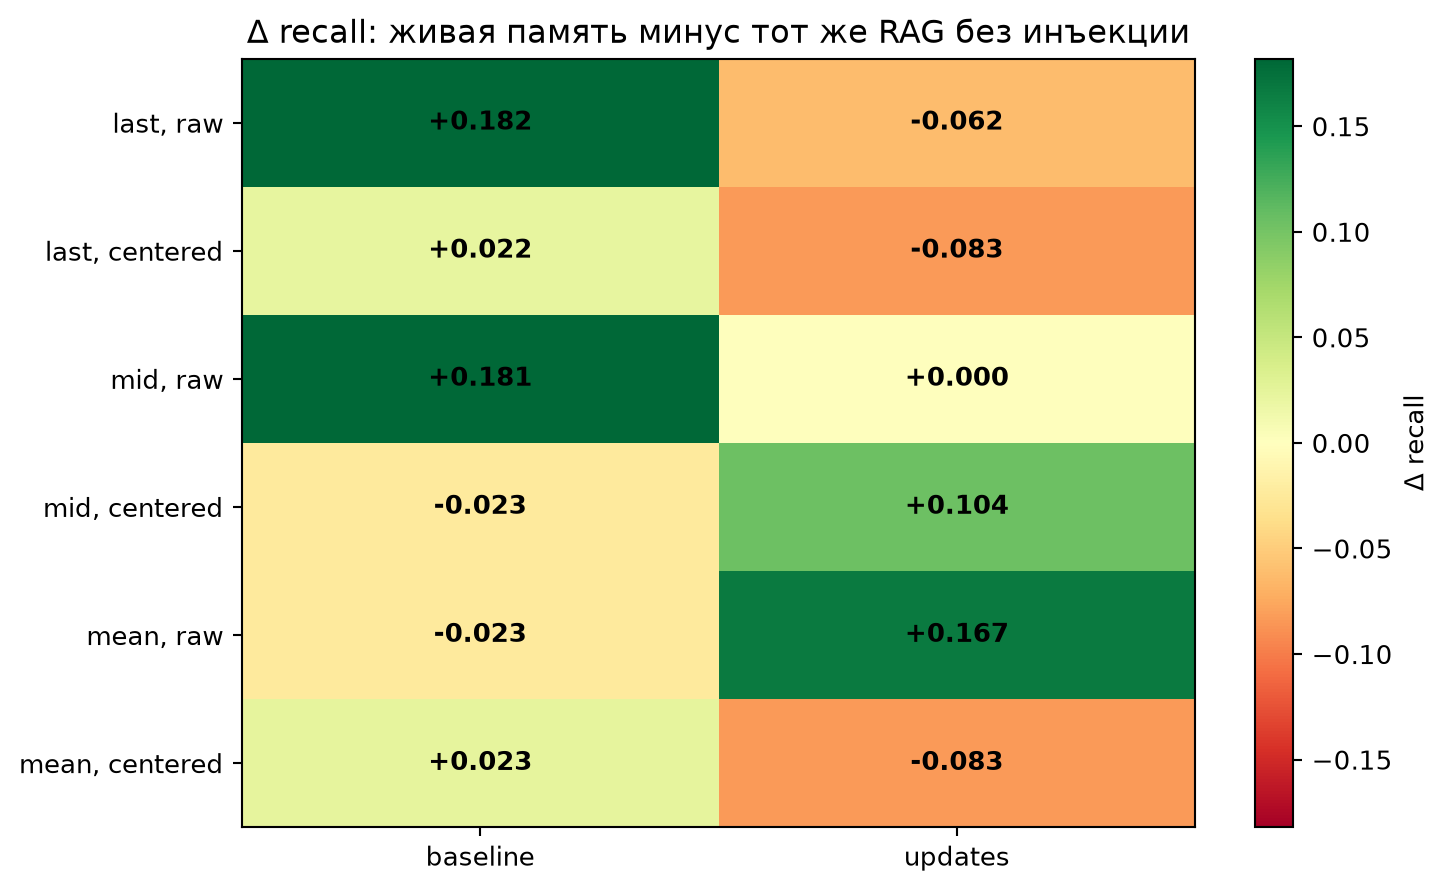 Δ recall: живая память минус тот же RAG без инъекции
last, raw
+0.182
-0.062
last, centered
+0.022
-0.083
mid, raw
+0.181
+0.000
mid, centered
-0.023
+0.104
mean, raw
-0.023
+0.167
mean, centered
+0.023
-0.083
baseline
updates
0.15
0.10
0.05
0.00
−0.05
−0.10
−0.15
Δ recall